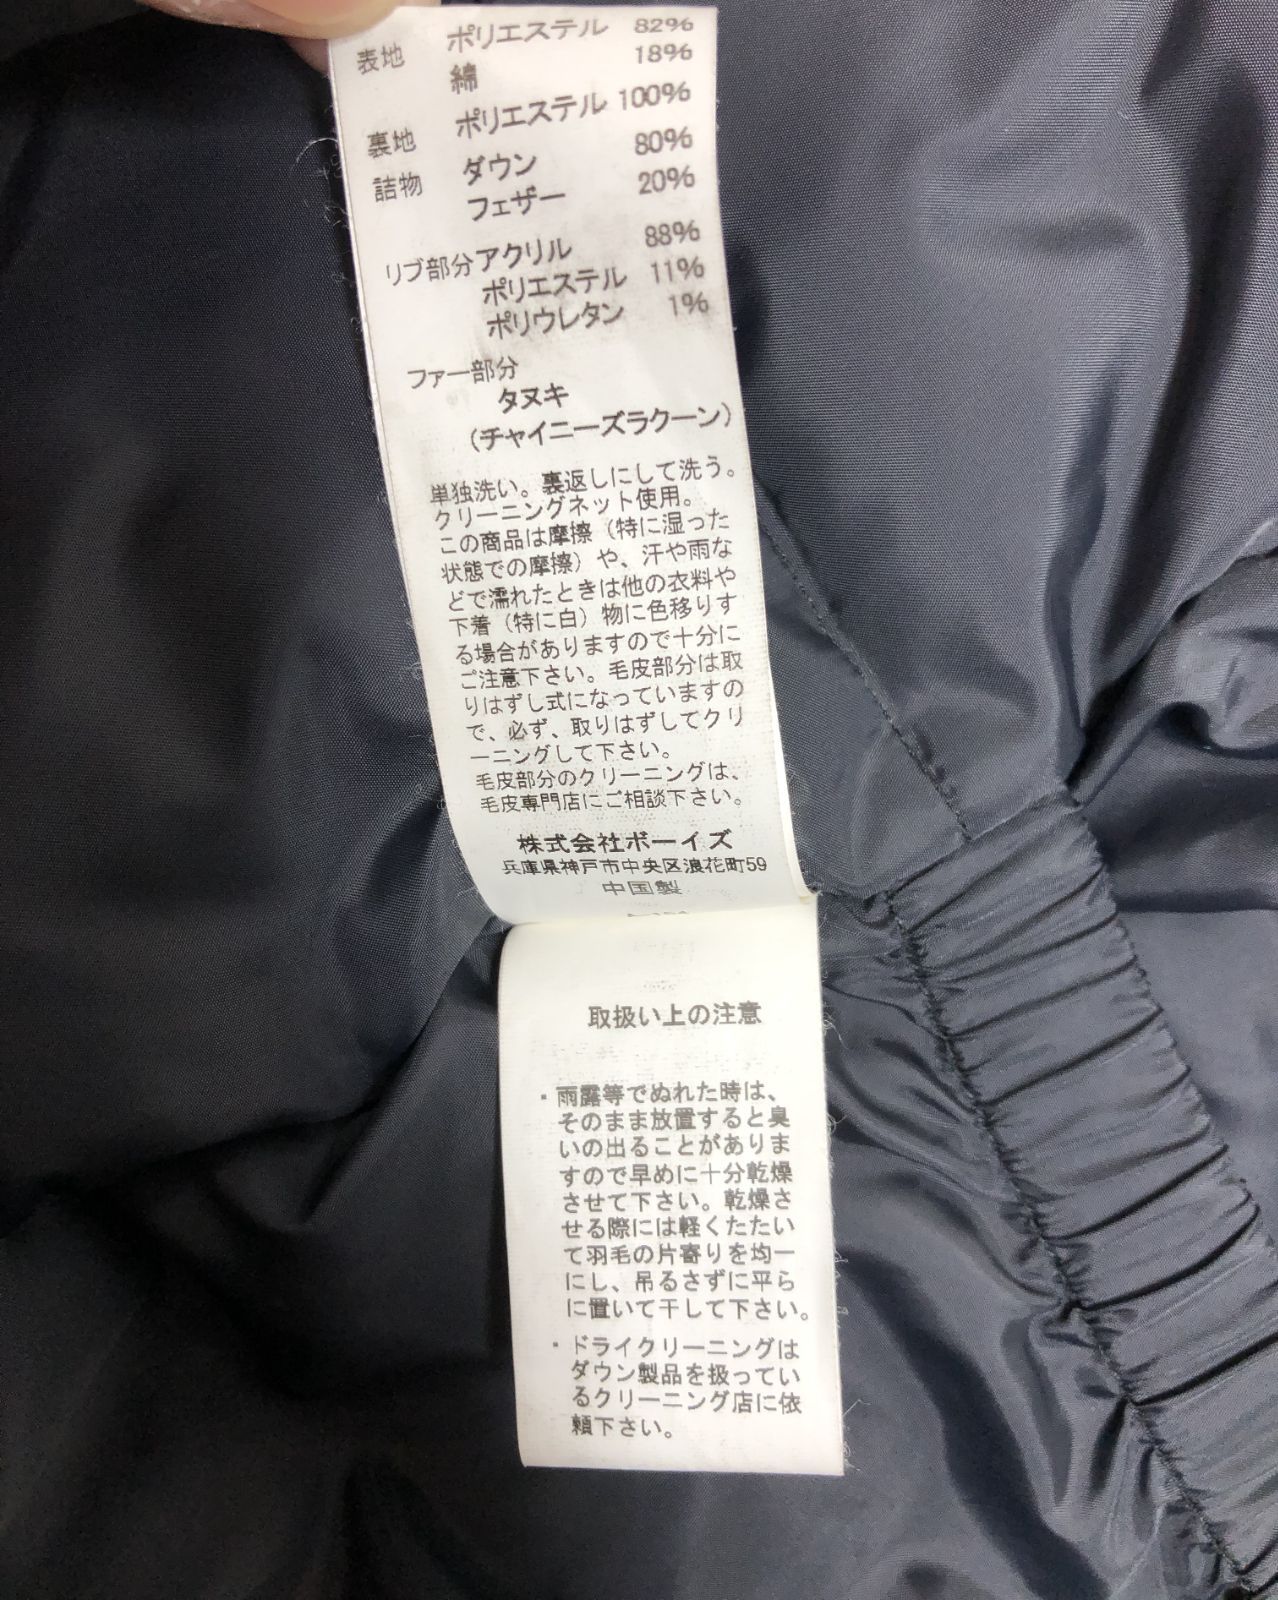 表地 ポリエステル 82%
綿 18%
裏地 ポリエステル 100%
詰物 ダウン 80%
フェザー 20%
リブ部分 アクリル 88%
ポリエステル 11%
ポリウレタン 1%
ファー部分
タヌキ
(チャイニーズラクーン)
単独洗い。裏返しにして洗う。
クリーニングネット使用。
この商品は摩擦(特に湿った
状態での摩擦)や、汗や雨な
どで濡れたときは他の衣料や
下着(特に白)物に色移りす
る場合がありますので十分に
ご注意下さい。毛皮部分は取
りはずし式になっていますの
で、必ず、取りはずしてクリ
ーニングして下さい。
毛皮部分のクリーニングは、
毛皮専門店にご相談下さい。
株式会社ボーイズ
兵庫県神戸市中央区浪花町59
中国製
取扱い上の注意
・雨露等でぬれた時は、
そのまま放置すると臭
いの出ることがありま
すので早めに十分乾燥
させて下さい。乾燥さ
せる際には軽くたたい
て羽毛の片寄りを均一
にし、吊るさずに平ら
に置いて干して下さい。
・ドライクリーニングは
ダウン製品を扱ってい
るクリーニング店に依
頼下さい。